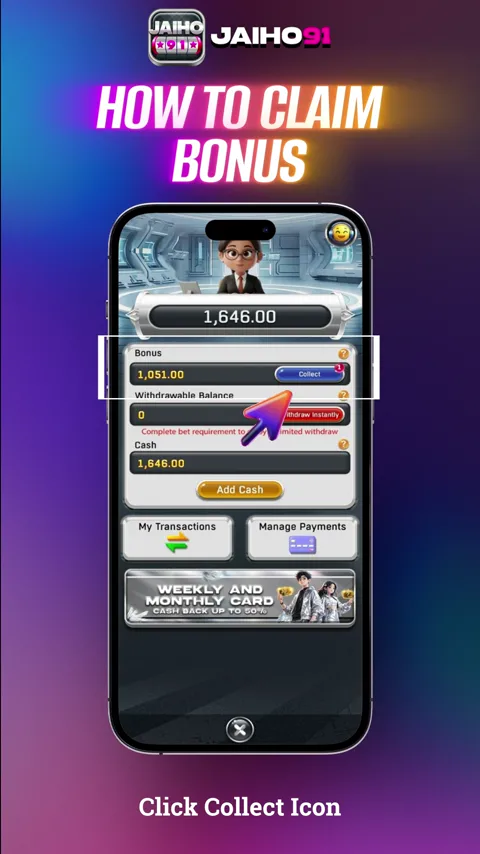 JAIHO
91
JAIHO91
HOW TO CLAIM
BONUS
1,646.00
Bonus
1,051.00
Collect
1
Withdrawable Balance
0
ithdraw Instantly
Complete bet requirement to
limited withdraw
Cash
1,646.00
Add Cash
My Transactions
Manage Payments
WEEKLY AND
MONTHLY CARD
CASH BACK UP TO 50%
Click Collect Icon